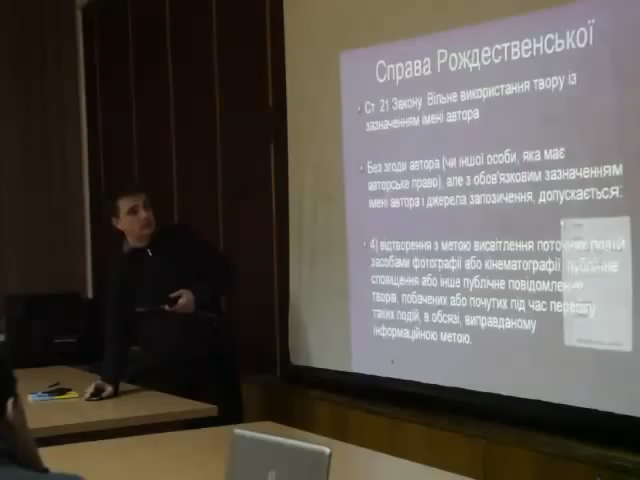 Справа Рождественської
Ст. 21 Закону Вільне використання твору із
зазначенням імені автора
Без згоди автора (чи іншої особи, яка має
авторське право), але з обов'язковим зазначенням
імені автора і джерела запозичення, допускається:
4) відтворення з метою висвітлення поточних подій
засобами фотографії або кінематографії, публічне
сповіщення або інше публічне повідомлення
творів, побачених або почутих під час перебігу
таких подій, в обсязі, виправданому
інформаційною метою.